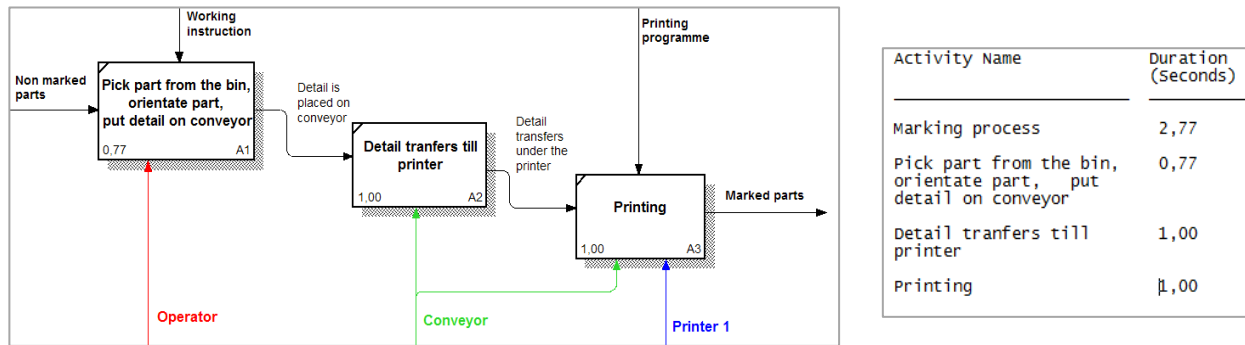 Working
instruction
Printing
programme
Non marked
parts
Pick part from the bin,
orientate part,
put detail on conveyor
0,77
A1
Detail is
placed on
conveyor
Detail tranfers till
printer
1,00
A2
Detail
transfers
under the
printer
Printing
1,00
A3
Marked parts
Operator
Conveyor
Printer 1
Activity Name
Duration
(Seconds)
Marking process
2,77
Pick part from the bin,
0,77
orientate part, put
detail on conveyor
Detail tranfers till
1,00
printer
Printing
1,00